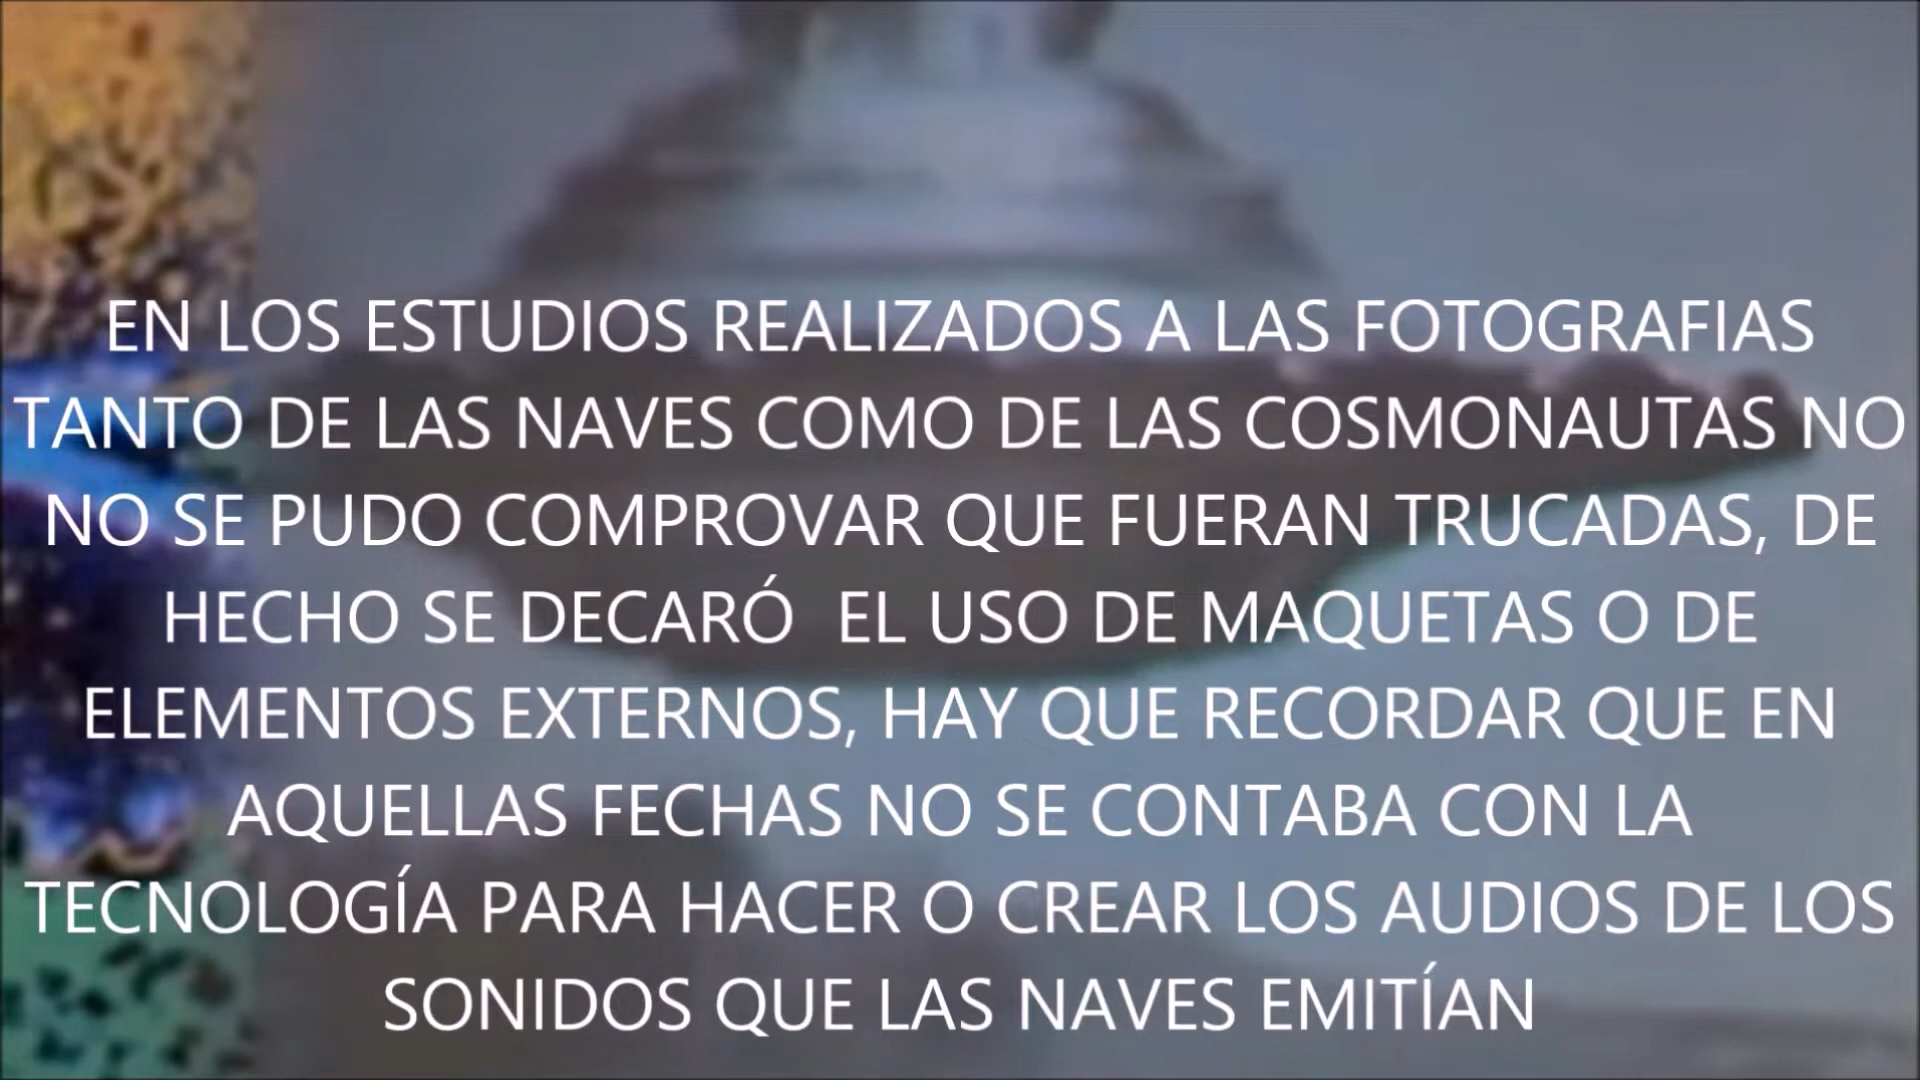 EN LOS ESTUDIOS REALIZADOS A LAS FOTOGRAFIAS
TANTO DE LAS NAVES COMO DE LAS COSMONAUTAS NO
NO SE PUDO COMPROVAR QUE FUERAN TRUCADAS, DE
HECHO SE DECARÓ  EL USO DE MAQUETAS O DE
ELEMENTOS EXTERNOS, HAY QUE RECORDAR QUE EN
AQUELLAS FECHAS NO SE CONTABA CON LA
TECNOLOGÍA PARA HACER O CREAR LOS AUDIOS DE LOS
SONIDOS QUE LAS NAVES EMITÍAN